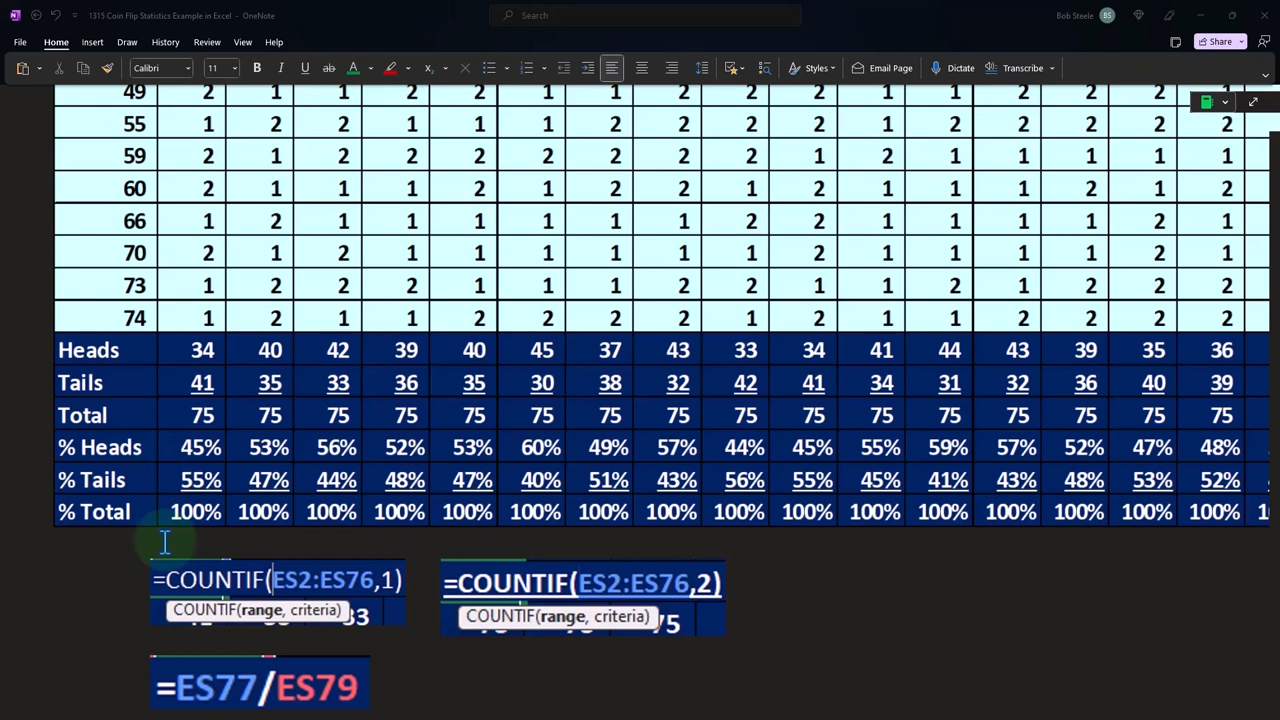 1315 Coin Flip Statistics Example in Excel - OneNote
Search
Bob Steele BS
File Home Insert Draw History Review View Help
Share
Calibri 11 B I U ab A Styles Email Page Dictate Transcribe
49 2 1 1 2 2 1 1 2 2 2 1 1 2 2 2 1
55 1 2 2 1 1 1 2 2 2 2 1 2 2 2 2 2
59 2 1 2 2 2 2 2 2 2 1 2 1 1 1 1 1
60 2 1 1 1 2 1 2 2 1 2 1 1 1 2 1 2
66 1 2 1 1 1 1 1 1 2 2 1 1 1 1 2 1
70 2 1 2 1 1 1 1 1 1 2 1 1 1 1 2 1
73 1 2 2 2 1 1 1 2 2 1 1 2 1 2 2 2
74 1 2 1 1 2 2 2 2 1 2 1 1 2 2 2 2
Heads 34 40 42 39 40 45 37 43 33 34 41 44 43 39 35 36
Tails 41 35 33 36 35 30 38 32 42 41 34 31 32 36 40 39
Total 75 75 75 75 75 75 75 75 75 75 75 75 75 75 75 75
% Heads 45% 53% 56% 52% 53% 60% 49% 57% 44% 45% 55% 59% 57% 52% 47% 48%
% Tails 55% 47% 44% 48% 47% 40% 51% 43% 56% 55% 45% 41% 43% 48% 53% 52%
% Total 100% 100% 100% 100% 100% 100% 100% 100% 100% 100% 100% 100% 100% 100% 100% 100%
=COUNTIF(ES2:ES76,1)
COUNTIF(range, criteria)
=COUNTIF(ES2:ES76,2)
COUNTIF(range, criteria)
=ES77/ES79